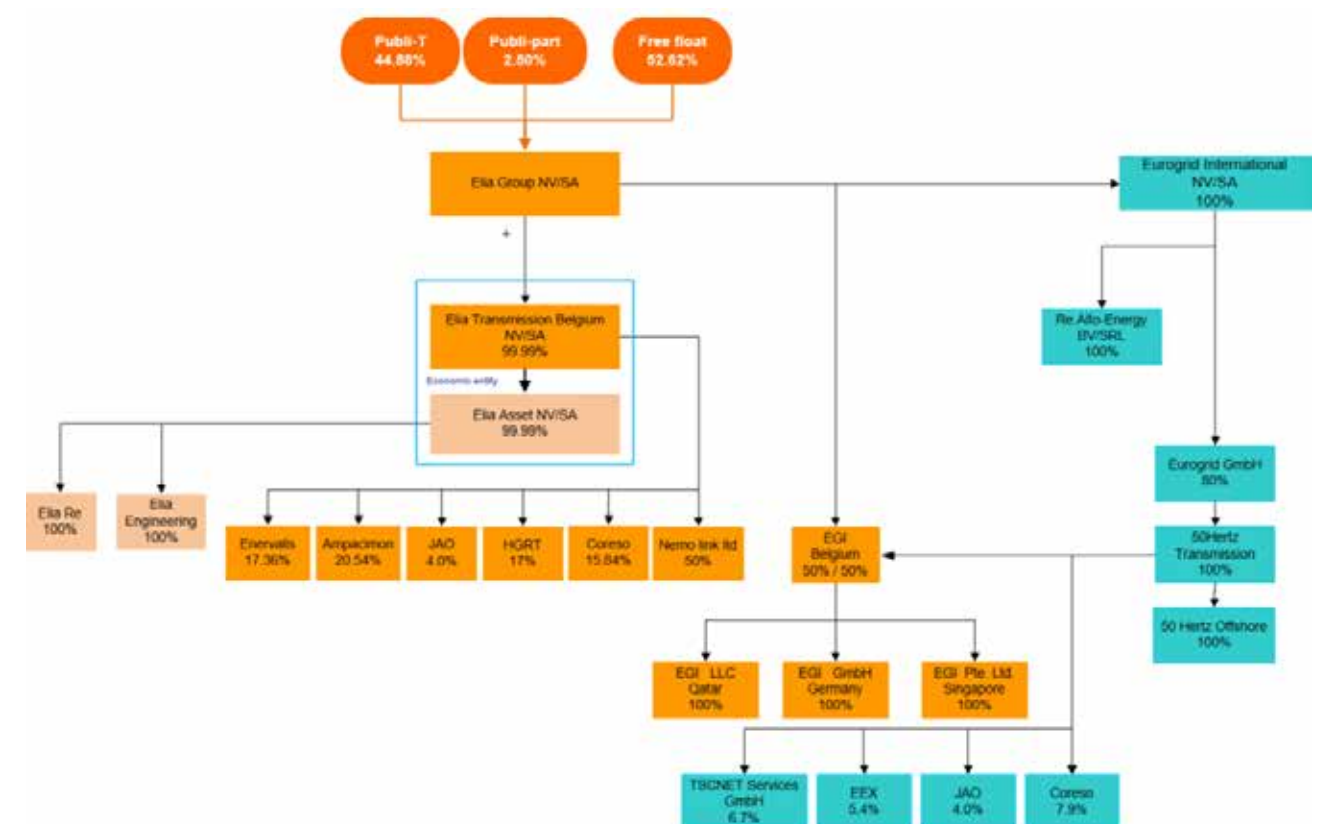 Publi-T
44.88%
Publi-part
2.50%
Free float
52.62%
Elia Group NV/SA
Eurogrid International
NV/SA
100%
+
Elia Transmission Belgium
NV/SA
99.99%
Economic entity
Elia Asset NV/SA
99.99%
Re.Alto-Energy
BV/SRL
100%
Eurogrid GmbH
80%
Elia Re
100%
Elia
Engineering
100%
Enervalis
17.36%
Ampacimon
20.54%
JAO
4.0%
HGRT
17%
Coreso
15.84%
Nemo link ltd
50%
EGI
Belgium
50% / 50%
50Hertz
Transmission
100%
50 Hertz Offshore
100%
EGI LLC
Qatar
100%
EGI GmbH
Germany
100%
EGI Pte. Ltd.
Singapore
100%
TSCNET Services
GmbH
6.7%
EEX
5.4%
JAO
4.0%
Coreso
7.9%